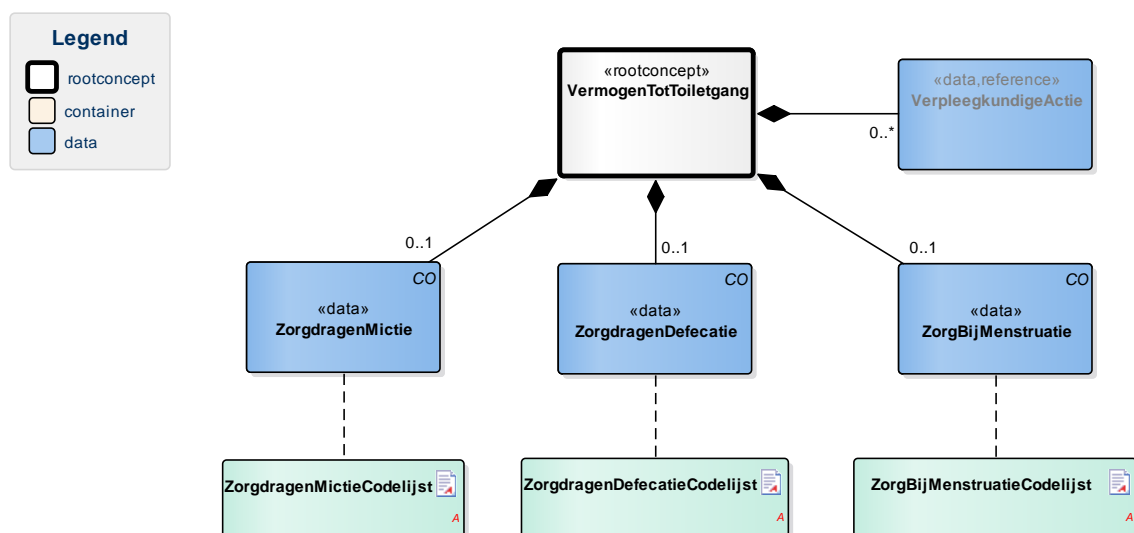 Legend
rootconcept
container
data
«rootconcept»
VermogenTotToiletgang
«data,reference»
VerpleegkundigeActie
0..*
0..1
0..1
0..1
CO
«data»
ZorgdragenMictie
CO
«data»
ZorgdragenDefecatie
CO
«data»
ZorgBijMenstruatie
ZorgdragenMictieCodelijst
A
ZorgdragenDefecatieCodelijst
A
ZorgBijMenstruatieCodelijst
A